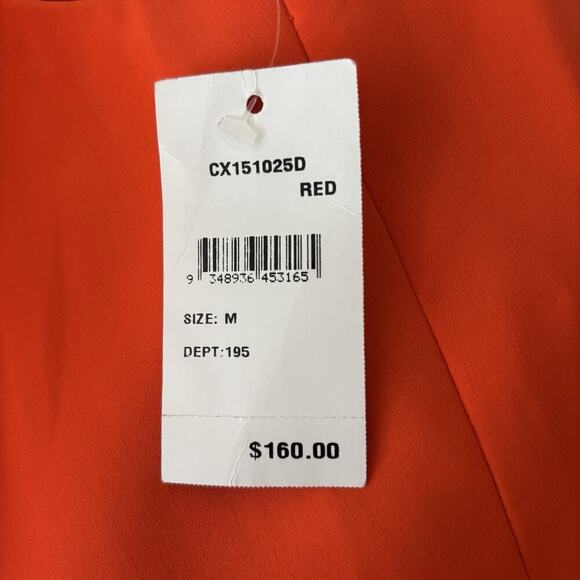 CX151025D
RED
9 348936 453165
SIZE: M
DEPT:195
$160.00